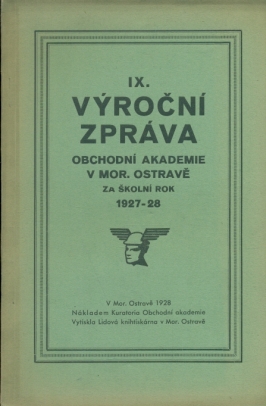 IX.
VÝROČNÍ
ZPRÁVA
OBCHODNÍ AKADEMIE
V MOR. OSTRAVĚ
ZA ŠKOLNÍ ROK
1927-28
V Mor. Ostravě 1928
Nákladem Kuratoria Obchodní akademie
Vytiskla Lidová knihtiskárna v Mor. Ostravě